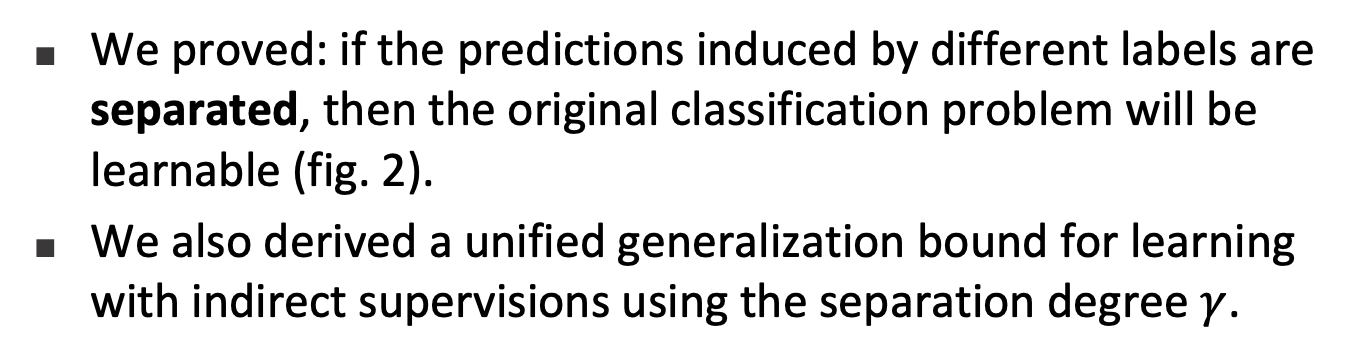 ▪ We proved: if the predictions induced by different labels are
separated, then the original classification problem will be
learnable (fig. 2).
▪ We also derived a unified generalization bound for learning
with indirect supervisions using the separation degree γ.